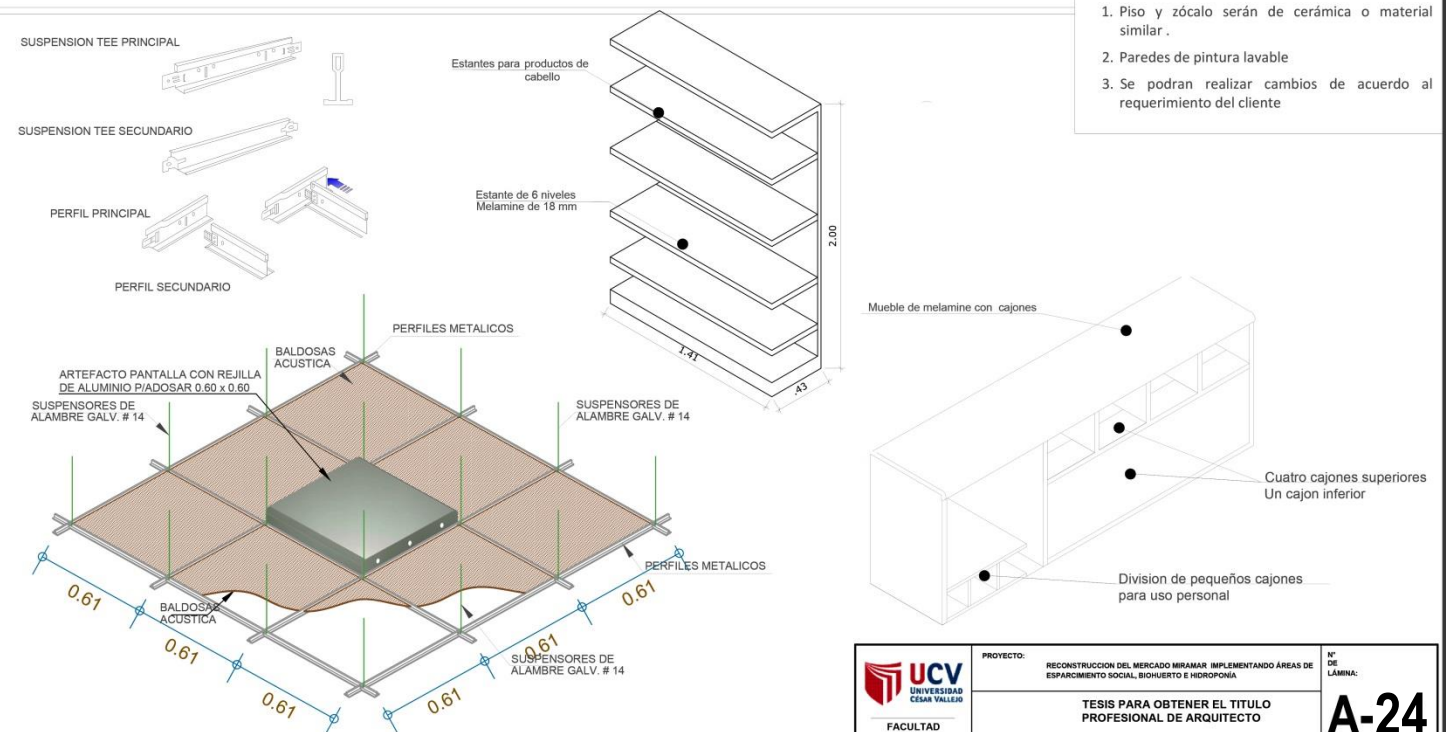 1. Piso y zócalo serán de cerámica o material
similar .
2. Paredes de pintura lavable
3. Se podran realizar cambios de acuerdo al
requerimiento del cliente
SUSPENSION TEE PRINCIPAL
SUSPENSION TEE SECUNDARIO
PERFIL PRINCIPAL
PERFIL SECUNDARIO
Estantes para productos de
cabello
Estante de 6 niveles
Melamine de 18 mm
2.00
1.41
.43
Mueble de melamine con cajones
Cuatro cajones superiores
Un cajon inferior
Division de pequeños cajones
para uso personal
PERFILES METALICOS
BALDOSAS
ACUSTICA
ARTEFACTO PANTALLA CON REJILLA
DE ALUMINIO P/ADOSAR 0.60 x 0.60
SUSPENSORES DE
ALAMBRE GALV. # 14
SUSPENSORES DE
ALAMBRE GALV. # 14
PERFILES METALICOS
BALDOSAS
ACUSTICA
SUSPENSORES DE
ALAMBRE GALV. # 14
0.61
0.61
0.61
0.61
0.61
0.61
UCV
UNIVERSIDAD
CÉSAR VALLEJO
FACULTAD
PROYECTO:
RECONSTRUCCION DEL MERCADO MIRAMAR IMPLEMENTANDO ÁREAS DE
ESPARCIMIENTO SOCIAL, BIOHUERTO E HIDROPONÍA
TESIS PARA OBTENER EL TITULO
PROFESIONAL DE ARQUITECTO
N°
DE
LÁMINA:
A-24